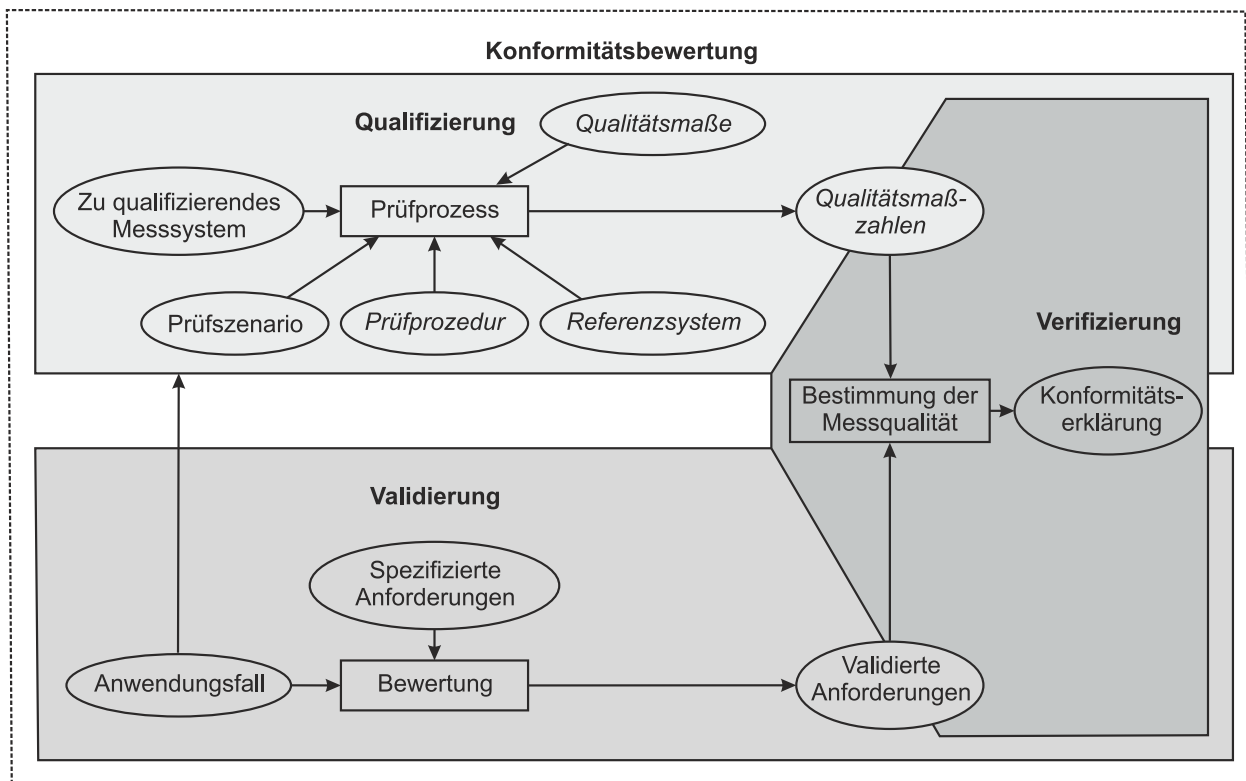 Konformitätsbewertung
Qualifizierung
Qualitätsmaße
Zu qualifizierendes
Messsystem
Prüfprozess
Qualitätsmaß-
zahlen
Prüfszenario
Prüfprozedur
Referenzsystem
Verifizierung
Bestimmung der
Messqualität
Konformitäts-
erklärung
Validierung
Spezifizierte
Anforderungen
Anwendungsfall
Bewertung
Validierte
Anforderungen